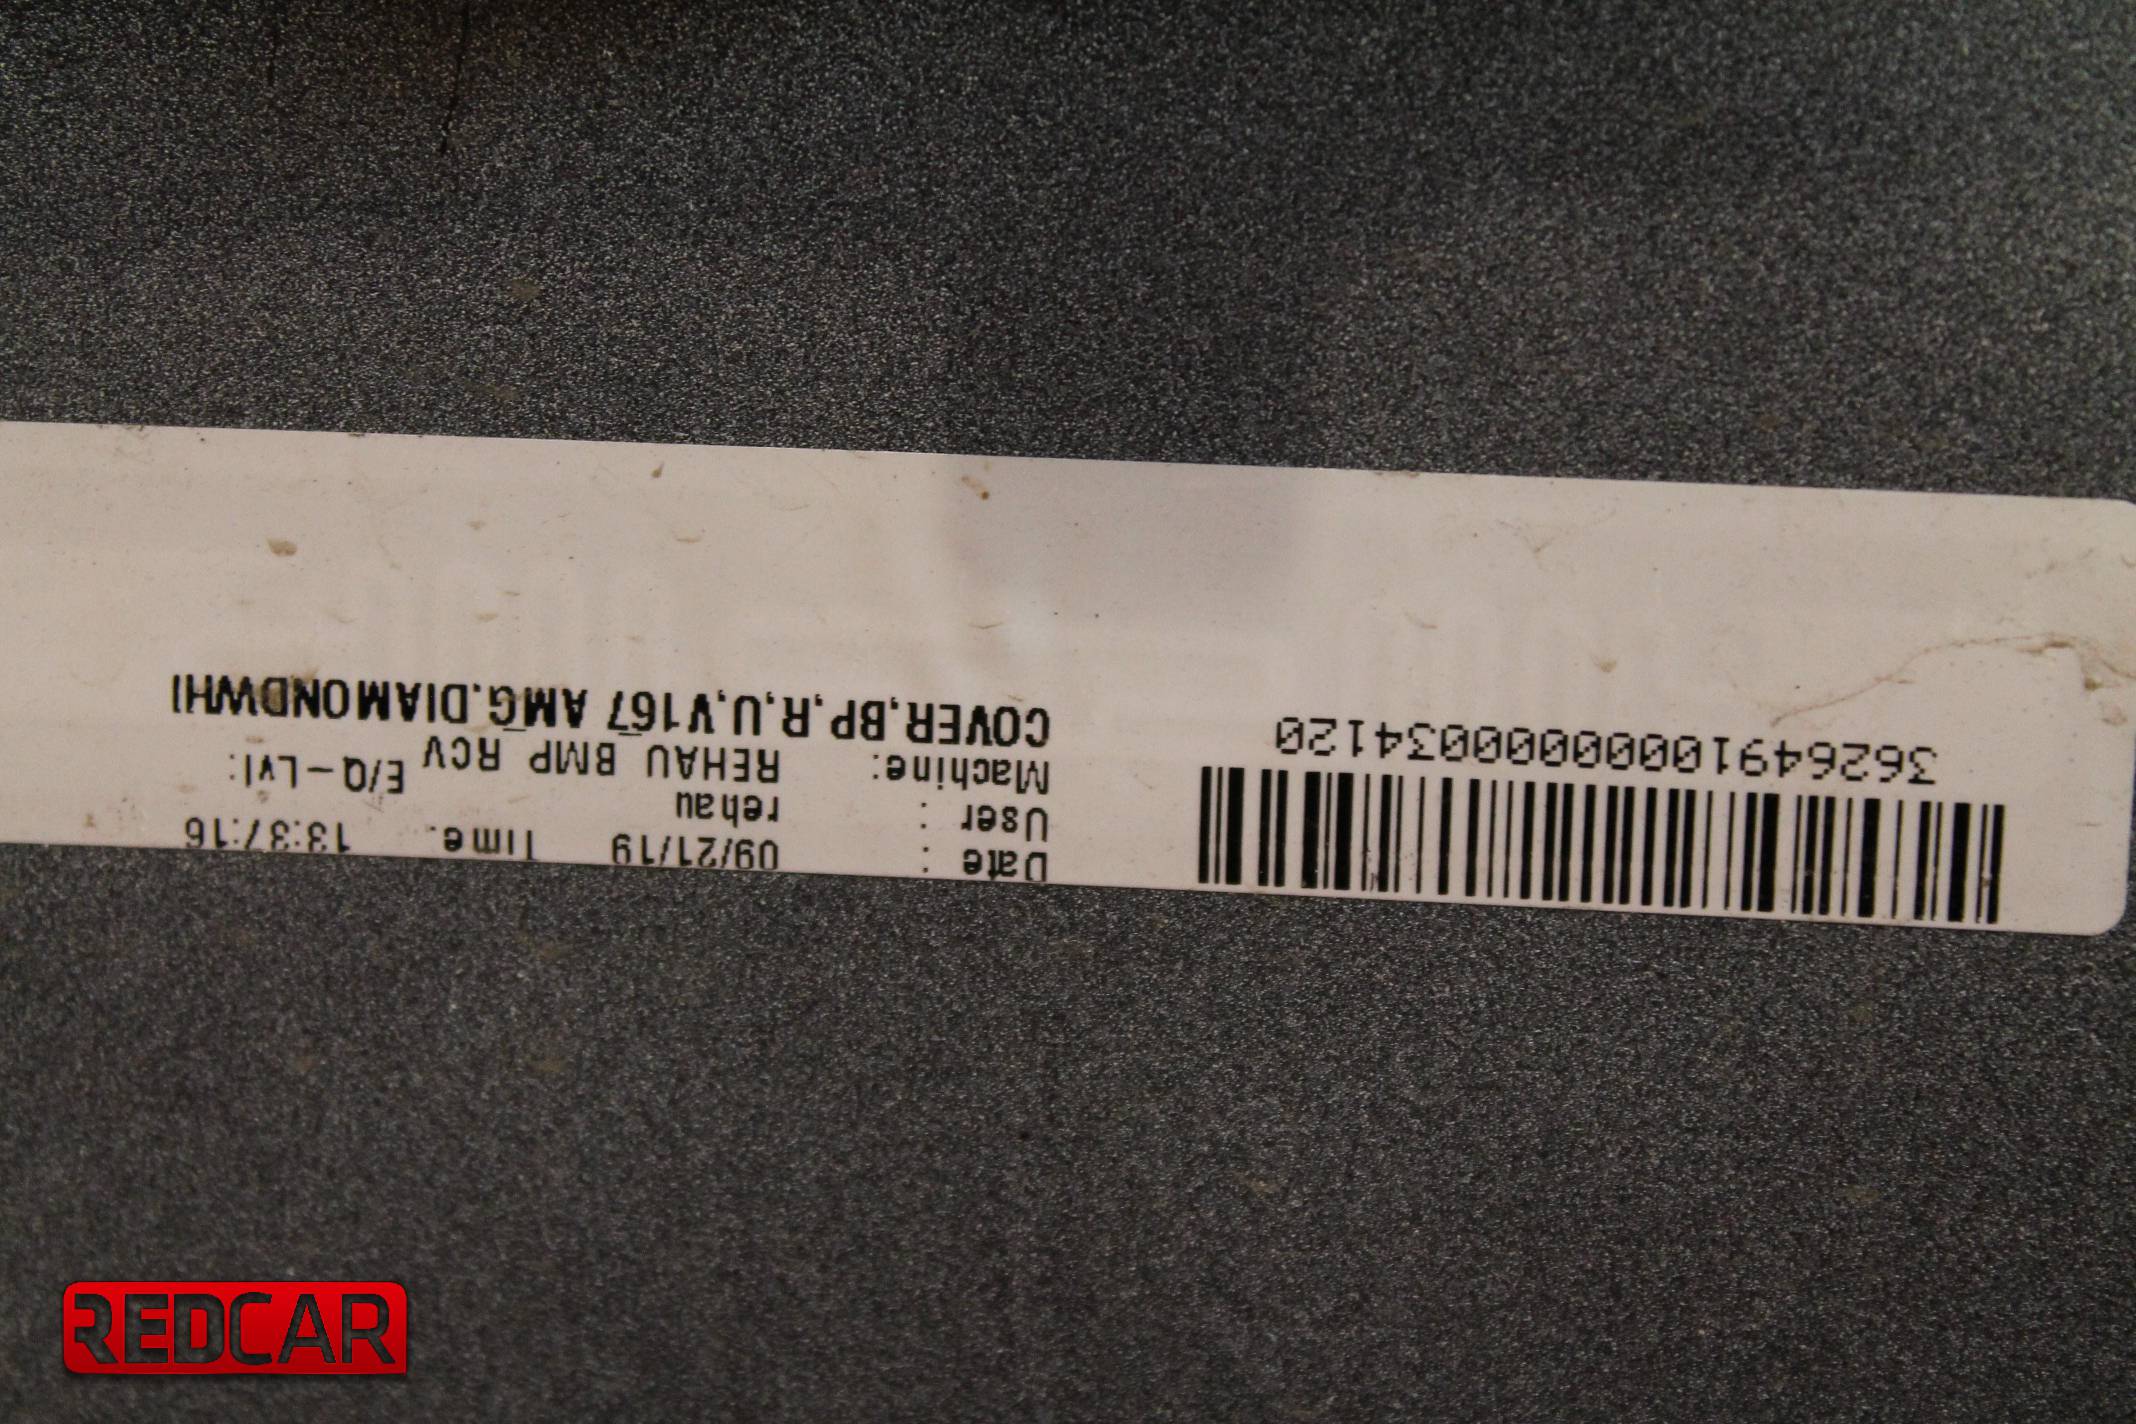 Date : 09/21/19 Time: 13:37:16
User : rehau
Machine: REHAU BMP RCV E/Q-Lvl:
COVER,BP,R,U,V167 AMG,DIAMONDWHI
3626491000000000034120
REDCAR